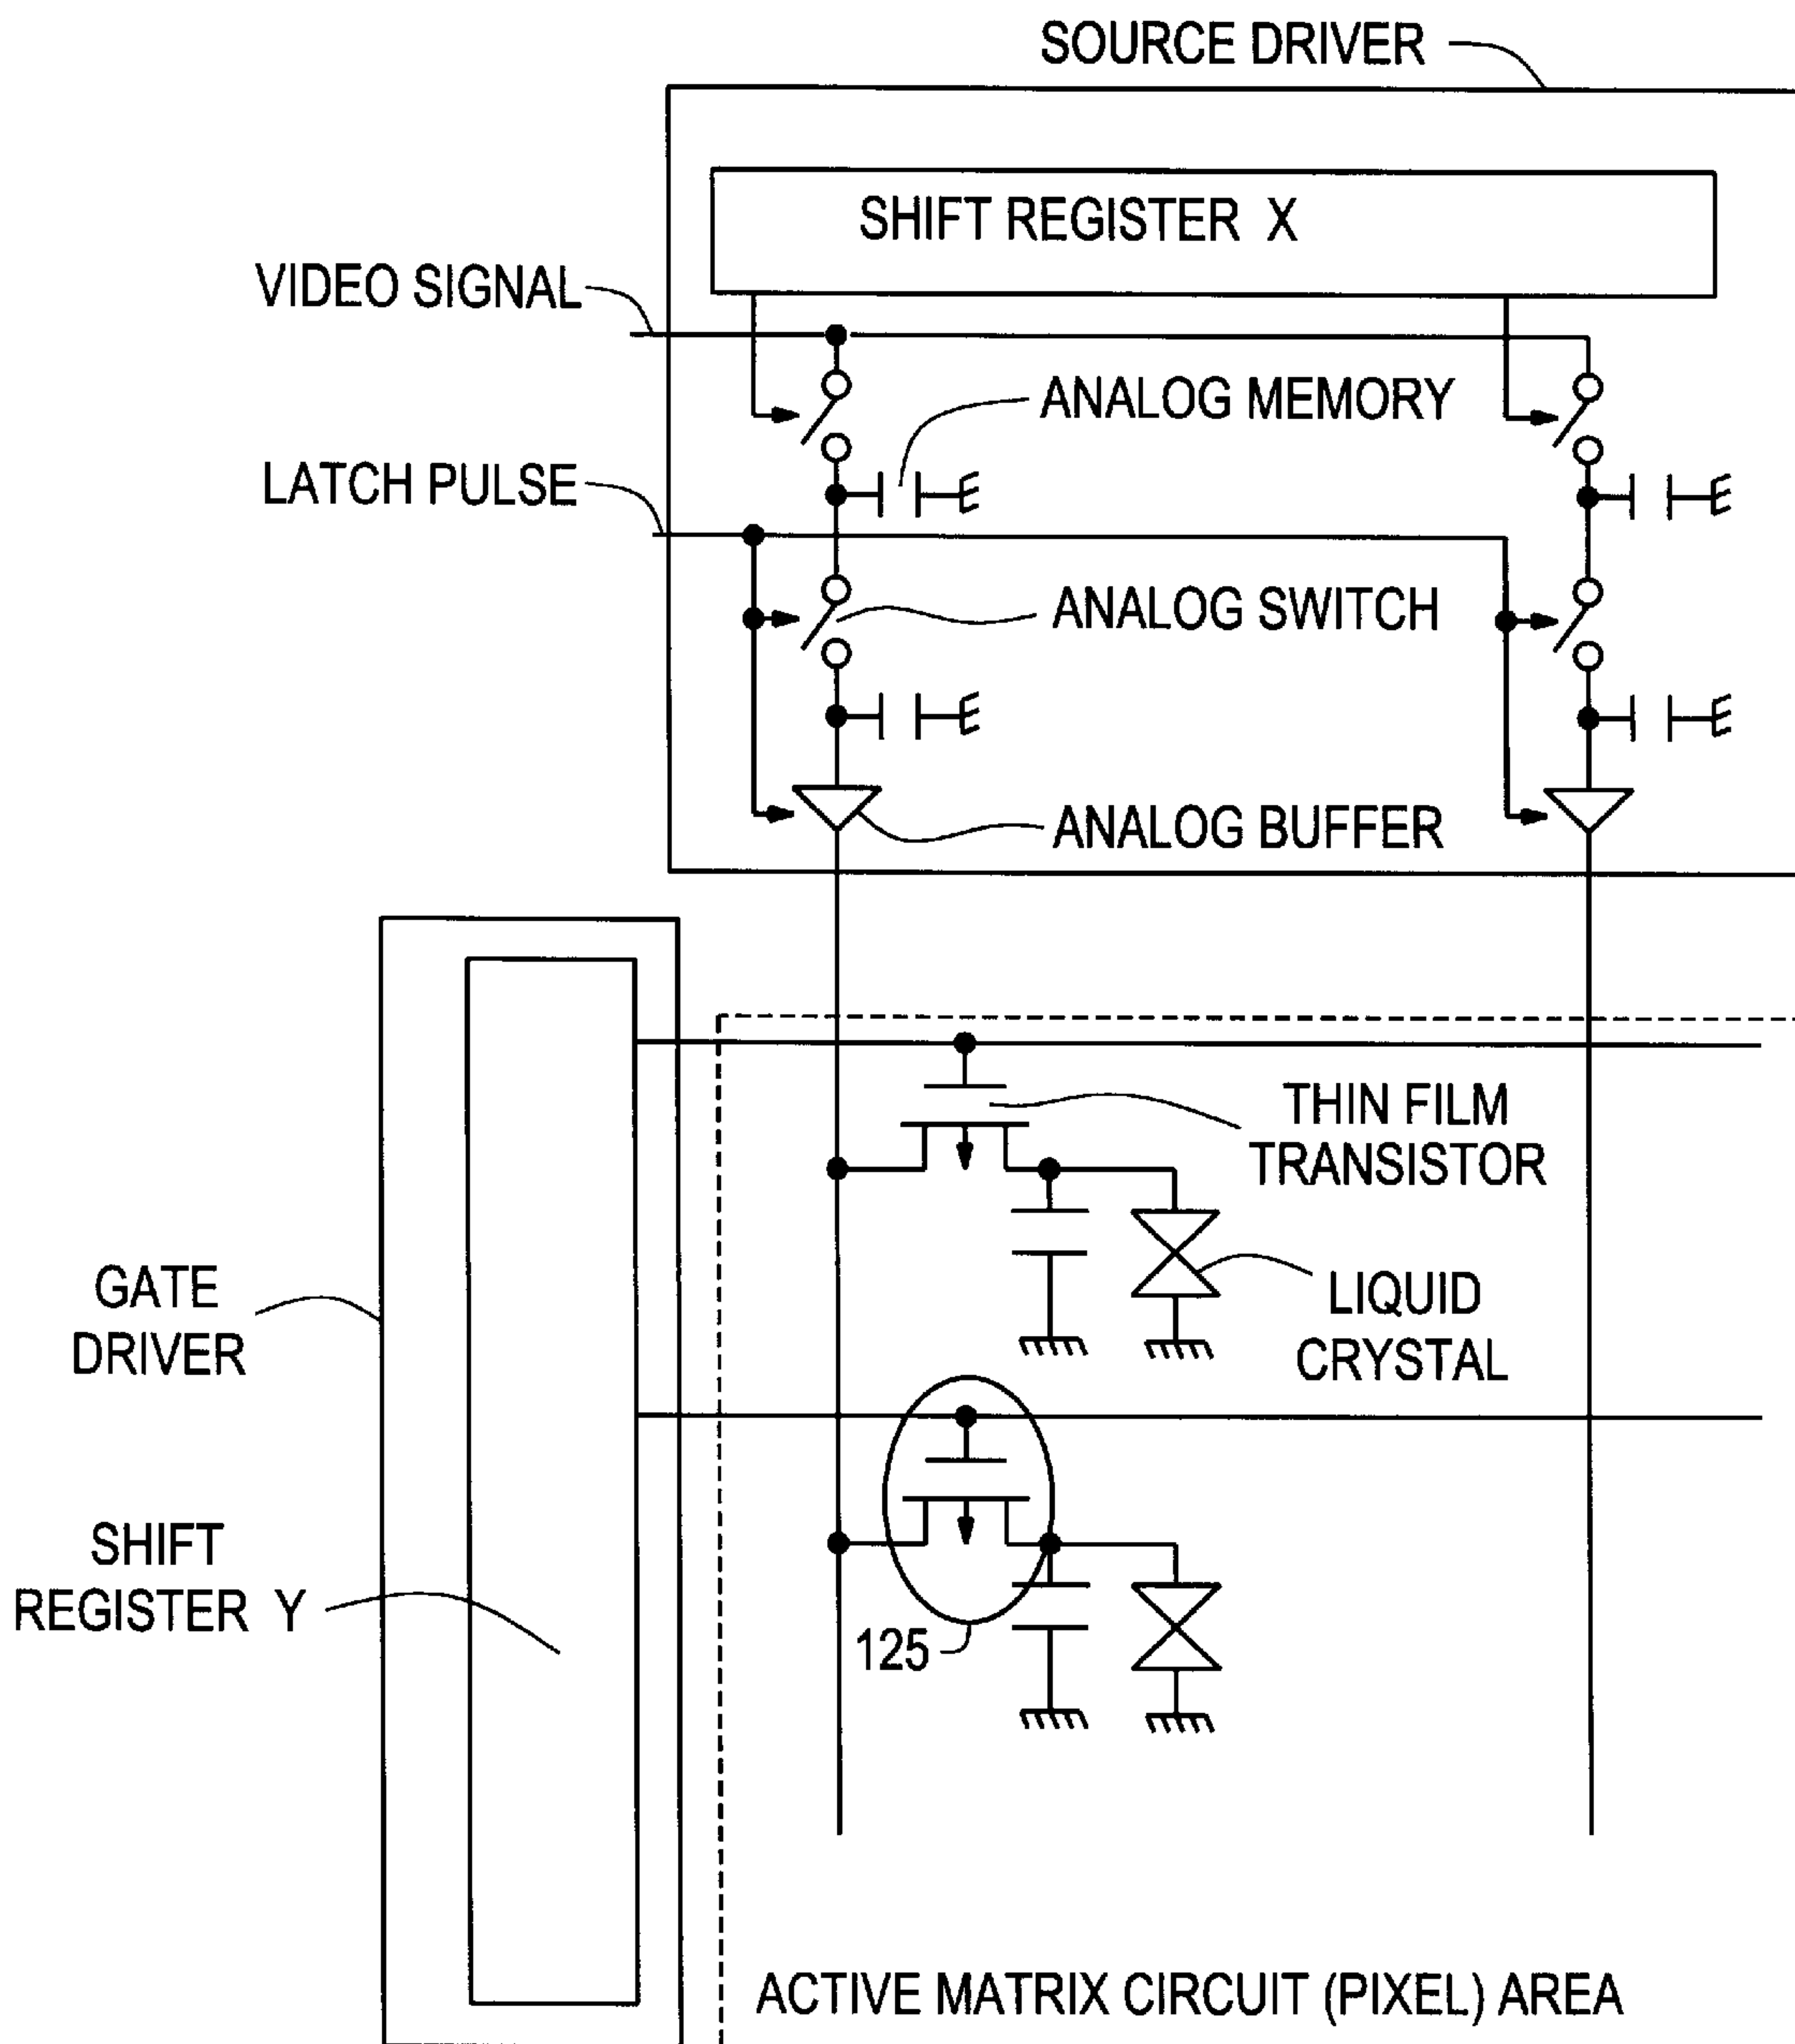 SOURCE DRIVER
SHIFT REGISTER X
VIDEO SIGNAL
ANALOG MEMORY
LATCH PULSE
ANALOG SWITCH
ANALOG BUFFER
THIN FILM
TRANSISTOR
GATE
DRIVER
LIQUID
CRYSTAL
SHIFT
REGISTER Y
125
ACTIVE MATRIX CIRCUIT (PIXEL) AREA